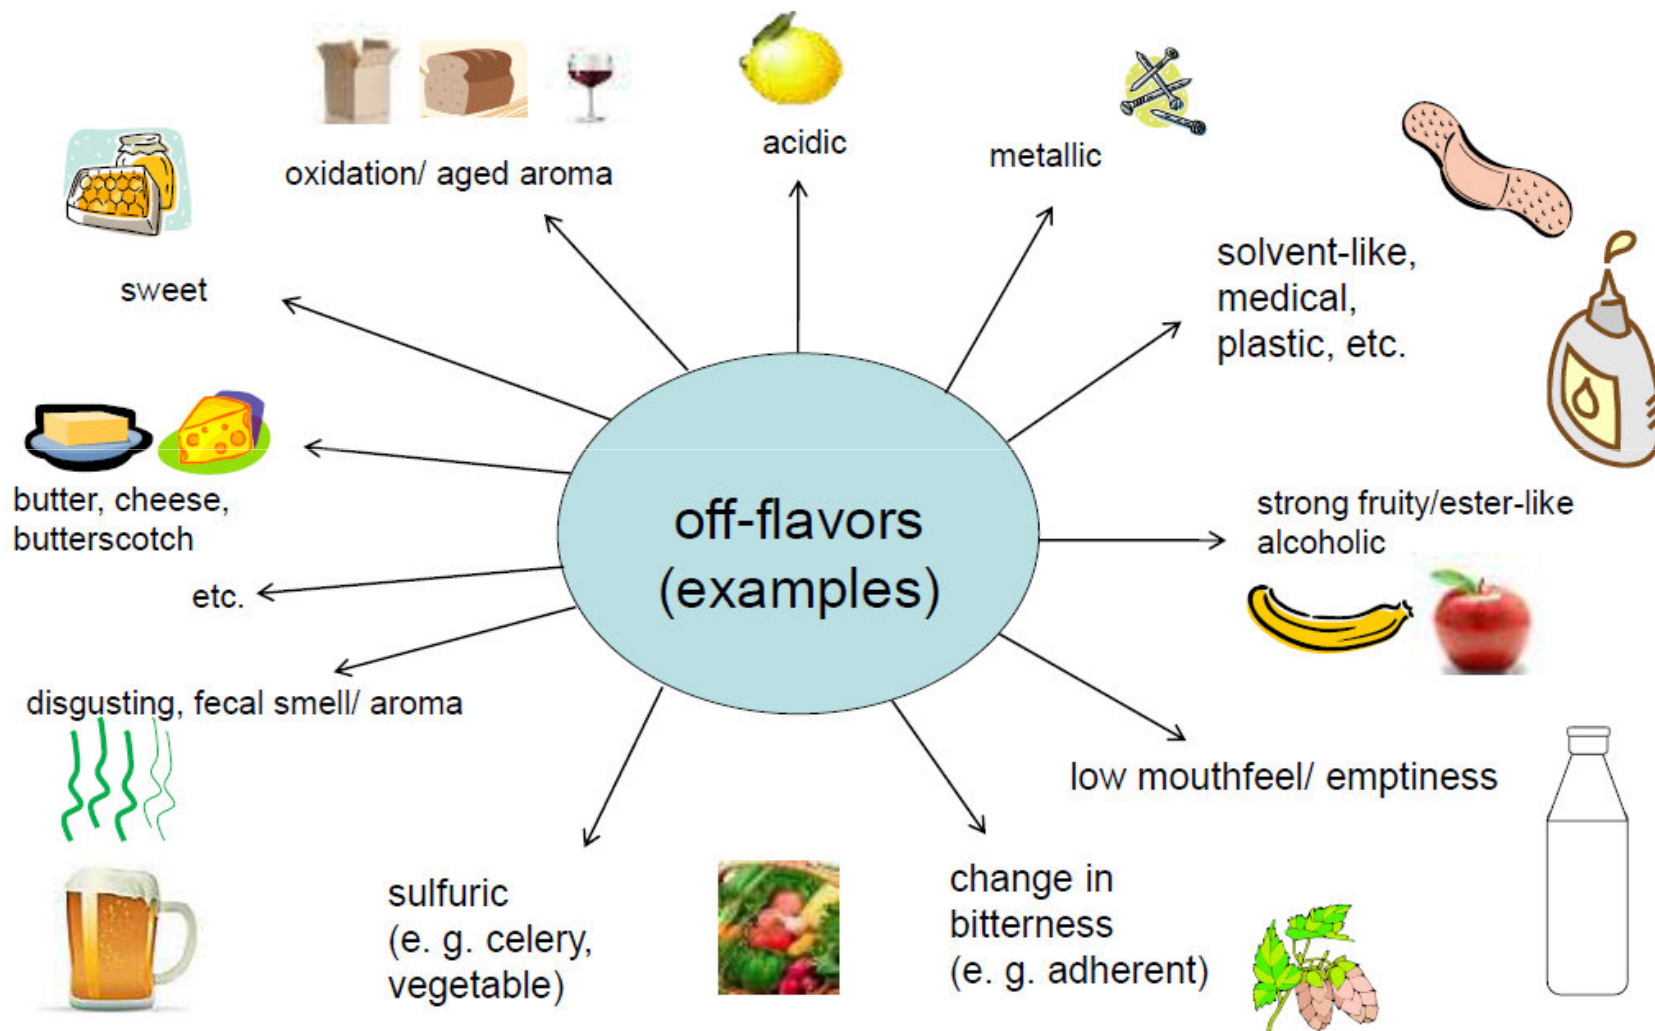 oxidation/ aged aroma
acidic
metallic
sweet
solvent-like,
medical,
plastic, etc.
butter, cheese,
butterscotch
off-flavors
(examples)
strong fruity/ester-like
alcoholic
etc.
disgusting, fecal smell/ aroma
low mouthfeel/ emptiness
sulfuric
(e. g. celery,
vegetable)
change in
bitterness
(e. g. adherent)